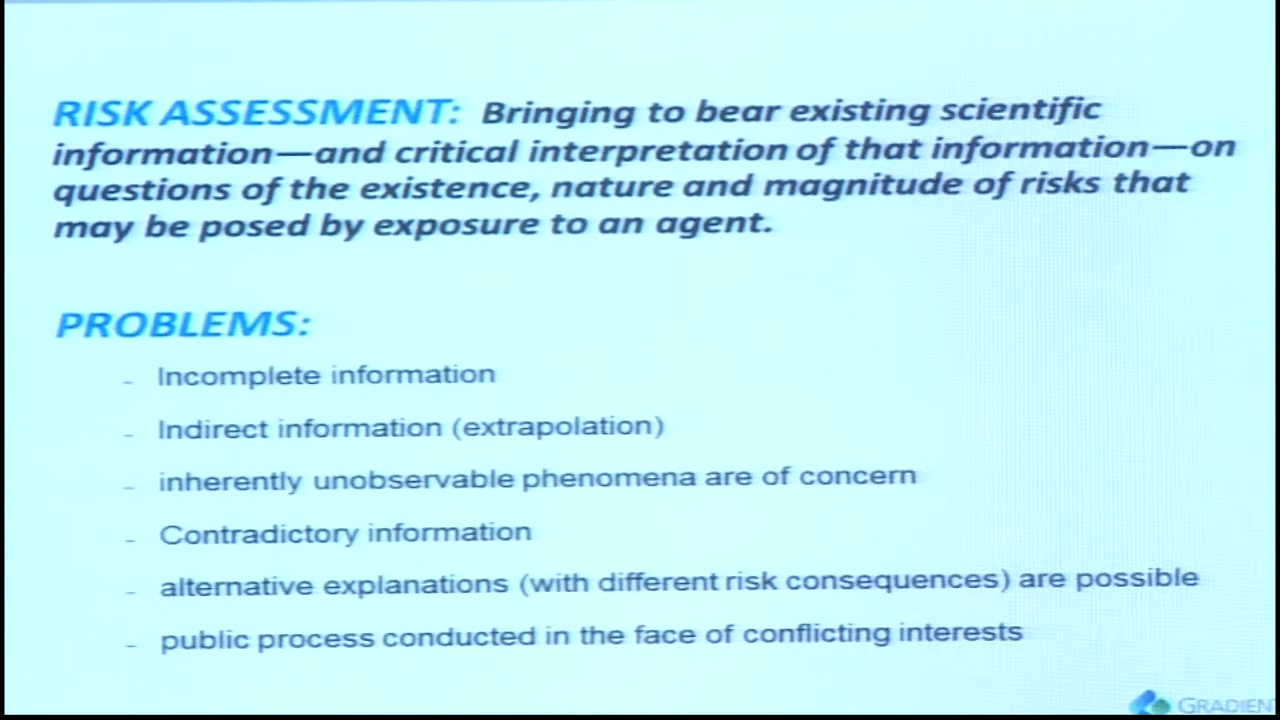 RISK ASSESSMENT: Bringing to bear existing scientific
information—and critical interpretation of that information—on
questions of the existence, nature and magnitude of risks that
may be posed by exposure to an agent.
PROBLEMS:
- Incomplete information
- Indirect information (extrapolation)
- inherently unobservable phenomena are of concern
- Contradictory information
- alternative explanations (with different risk consequences) are possible
- public process conducted in the face of conflicting interests
GRADIENT